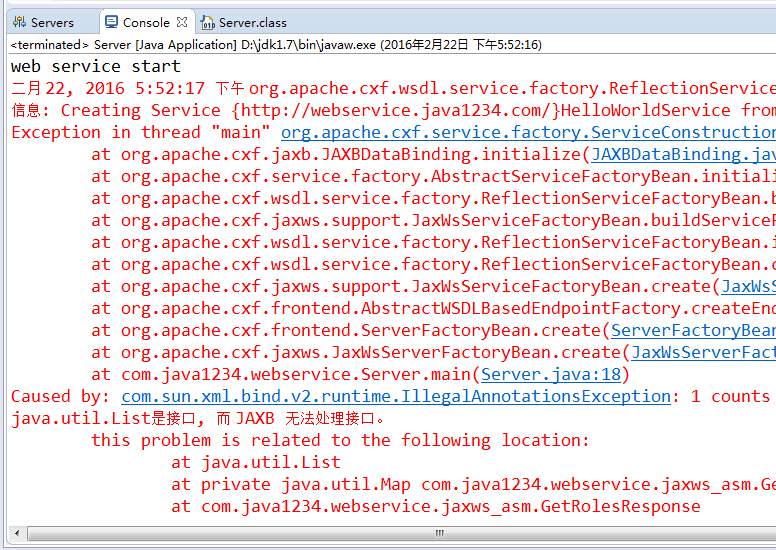 Servers Console Server.class
<terminated> Server [Java Application] D:\jdk1.7\bin\javaw.exe (2016年2月22日 下午5:52:16)
web service start
二月 22, 2016 5:52:17 下午 org.apache.cxf.wsdl.service.factory.ReflectionService
信息: Creating Service {http://webservice.java1234.com/}HelloWorldService from
Exception in thread "main" org.apache.cxf.service.factory.ServiceConstruction
at org.apache.cxf.jaxb.JAXBDataBinding.initialize(JAXBDataBinding.jav
at org.apache.cxf.service.factory.AbstractServiceFactoryBean.initiali
at org.apache.cxf.wsdl.service.factory.ReflectionServiceFactoryBean.b
at org.apache.cxf.jaxws.support.JaxWsServiceFactoryBean.buildServiceF
at org.apache.cxf.wsdl.service.factory.ReflectionServiceFactoryBean.i
at org.apache.cxf.wsdl.service.factory.ReflectionServiceFactoryBean.c
at org.apache.cxf.jaxws.support.JaxWsServiceFactoryBean.create(JaxWsS
at org.apache.cxf.frontend.AbstractWSDLBasedEndpointFactory.createEnd
at org.apache.cxf.frontend.ServerFactoryBean.create(ServerFactoryBean
at org.apache.cxf.jaxws.JaxWsServerFactoryBean.create(JaxWsServerFact
at com.java1234.webservice.Server.main(Server.java:18)
Caused by: com.sun.xml.bind.v2.runtime.IllegalAnnotationsException: 1 counts
java.util.List是接口, 而 JAXB 无法处理接口。
this problem is related to the following location:
at java.util.List
at private java.util.Map com.java1234.webservice.jaxws_asm.Ge
at com.java1234.webservice.jaxws_asm.GetRolesResponse